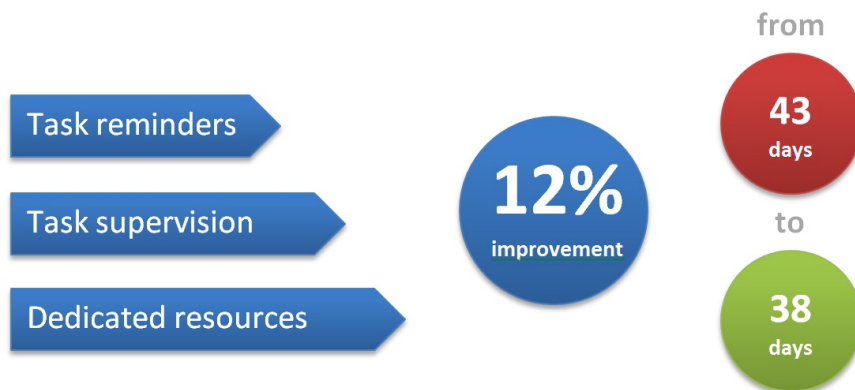 Task reminders
Task supervision
Dedicated resources
12%
improvement
from
43
days
to
38
days